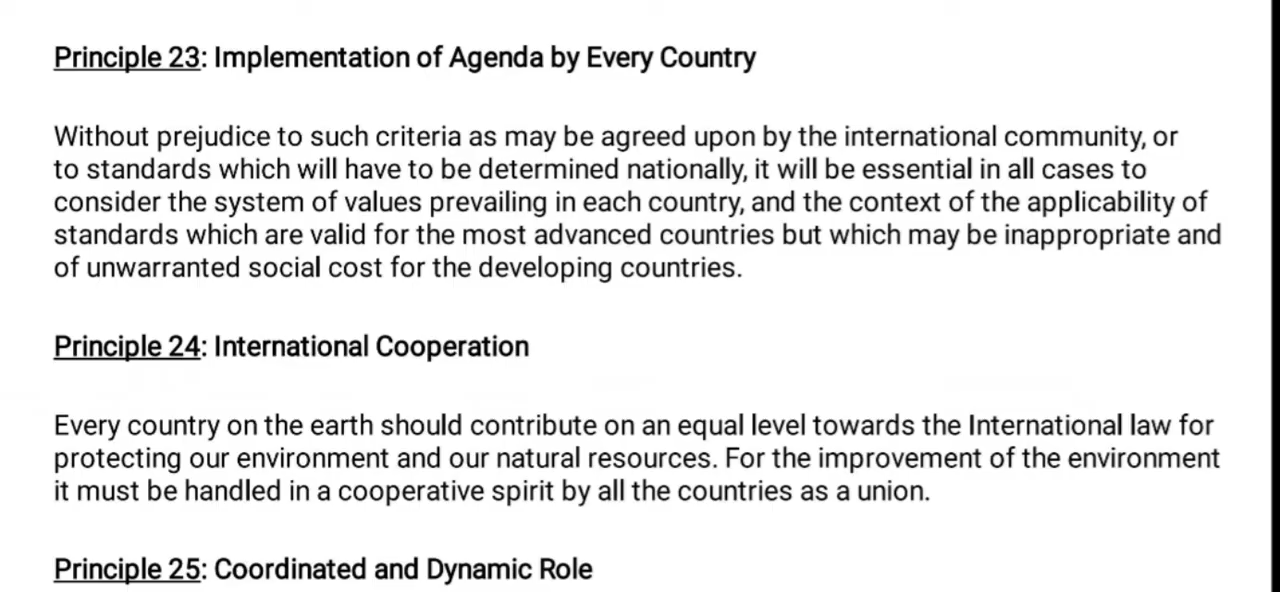 Principle 23: Implementation of Agenda by Every Country
Without prejudice to such criteria as may be agreed upon by the international community, or
to standards which will have to be determined nationally, it will be essential in all cases to
consider the system of values prevailing in each country, and the context of the applicability of
standards which are valid for the most advanced countries but which may be inappropriate and
of unwarranted social cost for the developing countries.
Principle 24: International Cooperation
Every country on the earth should contribute on an equal level towards the International law for
protecting our environment and our natural resources. For the improvement of the environment
it must be handled in a cooperative spirit by all the countries as a union.
Principle 25: Coordinated and Dynamic Role